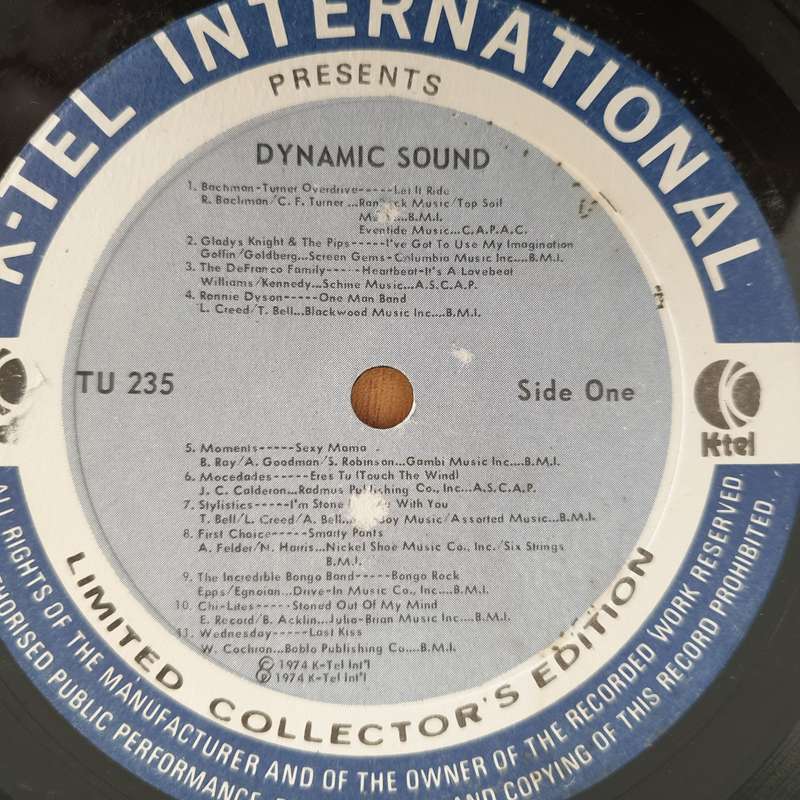 K-TEL INTERNATIONAL
PRESENTS
DYNAMIC SOUND
1. Bachman-Turner Overdrive-----Let It Ride
R. Bachman/C. F. Turner ... Music/Top Soil
...B.M.I.
Eventide Music...C.A.P.A.C.
2. Gladys Knight & The Pips-----I've Got To Use My Imagination
Goffin/Goldberg...Screen Gems-Columbia Music Inc....B.M.I.
3. The DeFranco Family-----Heartbeat-It's A Lovebeat
Williams/Kennedy...Schine Music...A.S.C.A.P.
4. Ronnie Dyson-----One Man Band
L. Creed/T. Bell...Blackwood Music Inc....B.M.I.
TU 235
Side One
K-tel
5. Moments-----Sexy Mama
B. Ray/A. Goodman/S. Robinson...Gambi Music Inc....B.M.I.
6. Mocedades-----Eres Tu (Touch The Wind)
J. C. Calderon...Radmus Publishing Co., Inc...A.S.C.A.P.
7. Stylistics-----I'm Stone With You
T. Bell/L. Creed/A. Bell... Music/Assorted Music...B.M.I.
8. First Choice-----Smarty Pants
A. Felder/N. Harris...Nickel Shoe Music Co., Inc./Six Strings
B.M.I.
9. The Incredible Bongo Band-----Bongo Rock
Epps/Egnoian...Drive-In Music Co., Inc....B.M.I.
10. Chi-Lites-----Stoned Out Of My Mind
E. Record/B. Acklin...Julio-Brian Music Inc....B.M.I.
11. Wednesday-----Last Kiss
W. Cochran...Boblo Publishing Co....B.M.I.
© 1974 K-Tel Int'l
℗ 1974 K-Tel Int'l
LIMITED COLLECTOR'S EDITION
ALL RIGHTS OF THE MANUFACTURER AND OF THE OWNER OF THE RECORDED WORK RESERVED.
PUBLIC PERFORMANCE, AND COPYING OF THIS RECORD PROHIBITED.